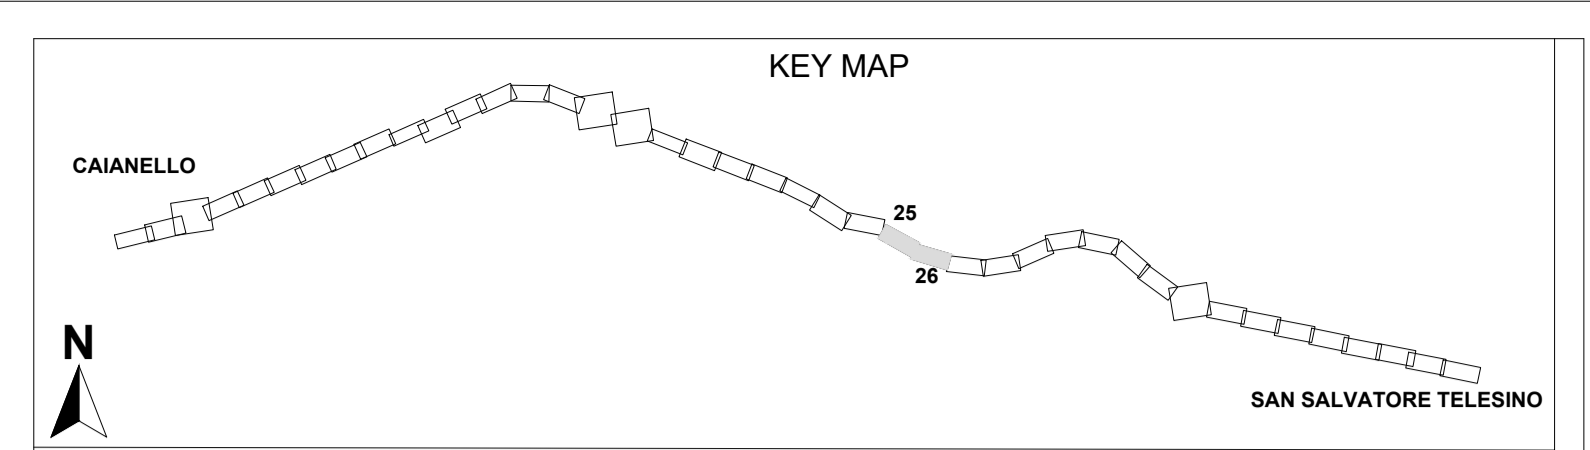 KEY MAP
CAIANELLO
25
26
N
SAN SALVATORE TELESINO